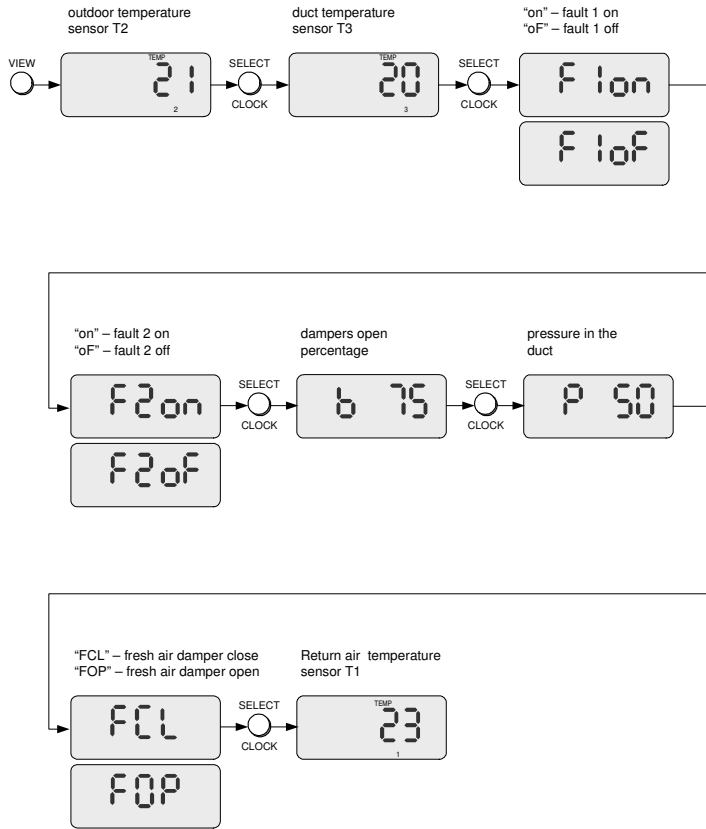 outdoor temperature
sensor T2
duct temperature
sensor T3
“on” – fault 1 on
“oF” – fault 1 off
VIEW
TEMP
21
2
SELECT
CLOCK
TEMP
20
3
SELECT
CLOCK
F1on
F1oF
“on” – fault 2 on
“oF” – fault 2 off
dampers open
percentage
pressure in the
duct
F2on
SELECT
CLOCK
b 75
SELECT
CLOCK
P 50
F2oF
“FCL” – fresh air damper close
“FOP” – fresh air damper open
Return air temperature
sensor T1
FCL
SELECT
CLOCK
TEMP
23
1
FOP